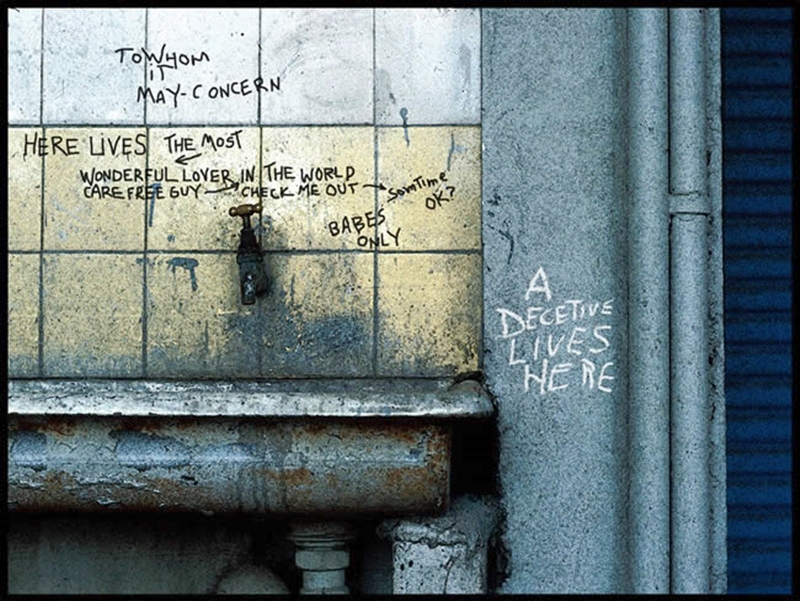 TO WHOM
IT
MAY-CONCERN
HERE LIVES THE MOST
WONDERFUL LOVER IN THE WORLD
CARE FREE GUY → CHECK ME OUT → SOMTIME
OK?
BABES
ONLY
A
DECETIVE
LIVES
HERE